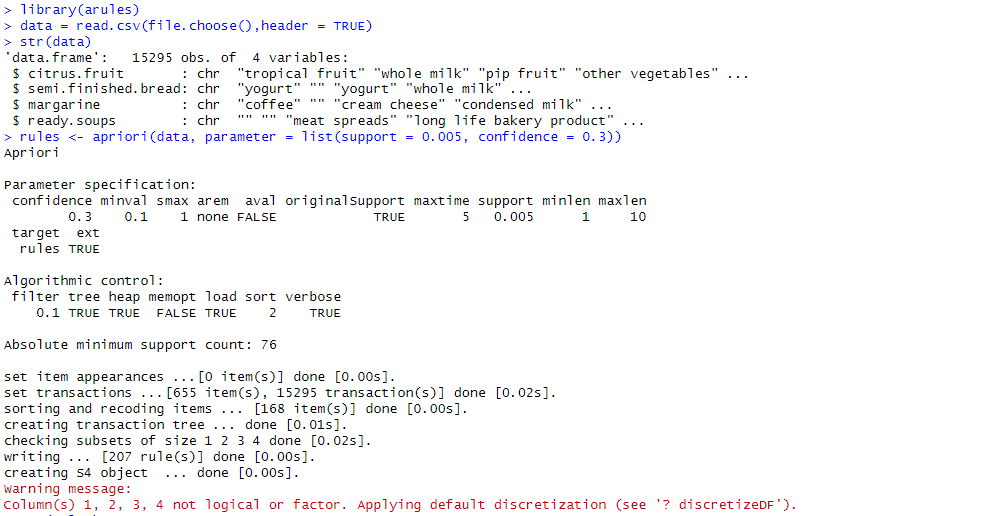 > library(arules)
> data = read.csv(file.choose(),header = TRUE)
> str(data)
'data.frame':   15295 obs. of  4 variables:
 $ citrus.fruit       : chr  "tropical fruit" "whole milk" "pip fruit" "other vegetables" ...
 $ semi.finished.bread: chr  "yogurt" "" "yogurt" "whole milk" ...
 $ margarine          : chr  "coffee" "" "cream cheese" "condensed milk" ...
 $ ready.soups        : chr  "" "" "meat spreads" "long life bakery product" ...
> rules <- apriori(data, parameter = list(support = 0.005, confidence = 0.3))
Apriori

Parameter specification:
 confidence minval smax arem  aval originalSupport maxtime support minlen maxlen
        0.3    0.1    1 none FALSE            TRUE       5   0.005      1     10
 target  ext
  rules TRUE

Algorithmic control:
 filter tree heap memopt load sort verbose
    0.1 TRUE TRUE  FALSE TRUE    2    TRUE

Absolute minimum support count: 76

set item appearances ...[0 item(s)] done [0.00s].
set transactions ...[655 item(s), 15295 transaction(s)] done [0.02s].
sorting and recoding items ... [168 item(s)] done [0.00s].
creating transaction tree ... done [0.01s].
checking subsets of size 1 2 3 4 done [0.02s].
writing ... [207 rule(s)] done [0.00s].
creating S4 object  ... done [0.00s].
Warning message:
Column(s) 1, 2, 3, 4 not logical or factor. Applying default discretization (see '? discretizeDF').